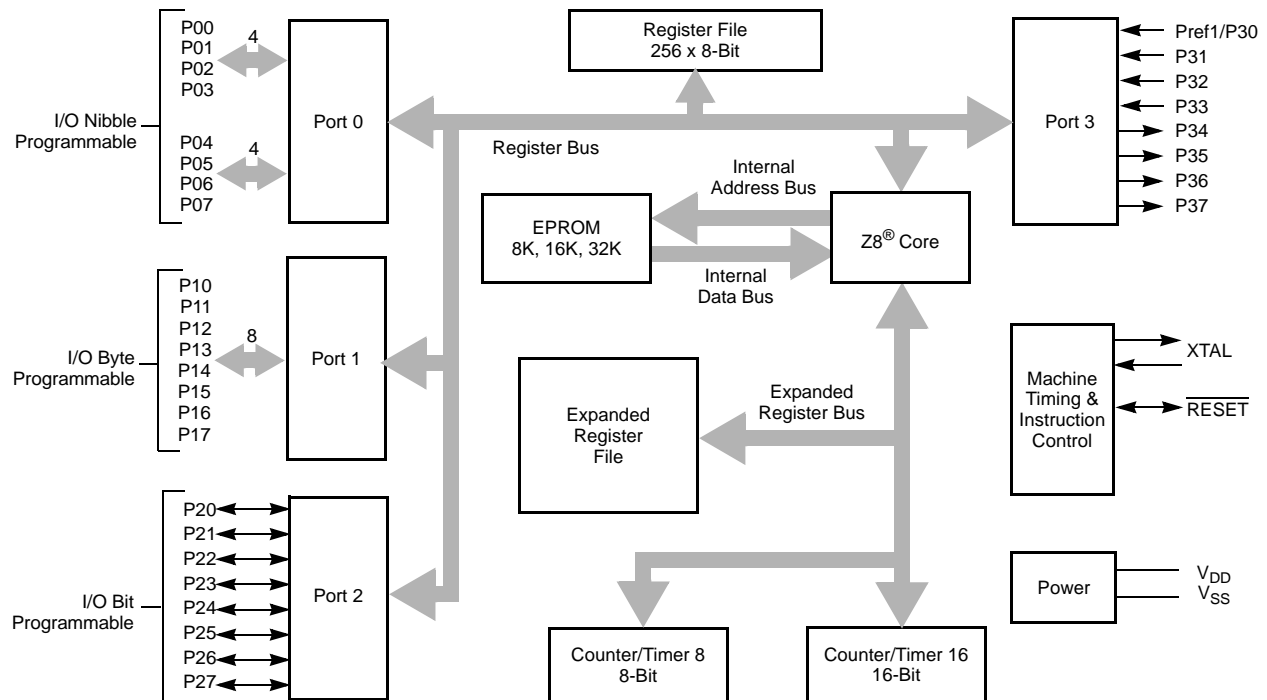 P00
P01
P02
P03
4
I/O Nibble
Programmable
P04
P05
P06
P07
4
Port 0
Register File
256 x 8-Bit
Register Bus
Port 3
Pref1/P30
P31
P32
P33
P34
P35
P36
P37
Internal
Address Bus
EPROM
8K, 16K, 32K
Z8® Core
Internal
Data Bus
P10
P11
P12
P13
P14
P15
P16
P17
8
I/O Byte
Programmable
Port 1
Expanded
Register
File
Expanded
Register Bus
Machine
Timing &
Instruction
Control
XTAL
RESET
P20
P21
P22
P23
P24
P25
P26
P27
I/O Bit
Programmable
Port 2
Counter/Timer 8
8-Bit
Counter/Timer 16
16-Bit
Power
VDD
VSS